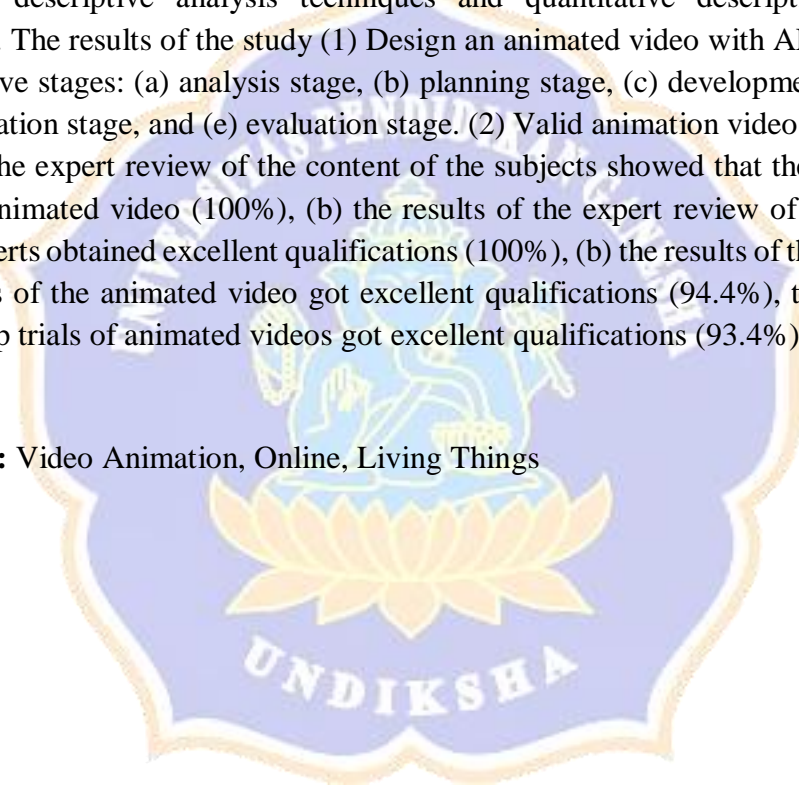 descriptive analysis techniques and quantitative descript
. The results of the study (1) Design an animated video with A
ve stages: (a) analysis stage, (b) planning stage, (c) developme
ation stage, and (e) evaluation stage. (2) Valid animation video
he expert review of the content of the subjects showed that the
nimated video (100%), (b) the results of the expert review of
erts obtained excellent qualifications (100%), (b) the results of t
s of the animated video got excellent qualifications (94.4%), t
p trials of animated videos got excellent qualifications (93.4%)
: Video Animation, Online, Living Things
UNIVERSITAS PENDIDIKAN GANESHA
UNDIKSHA